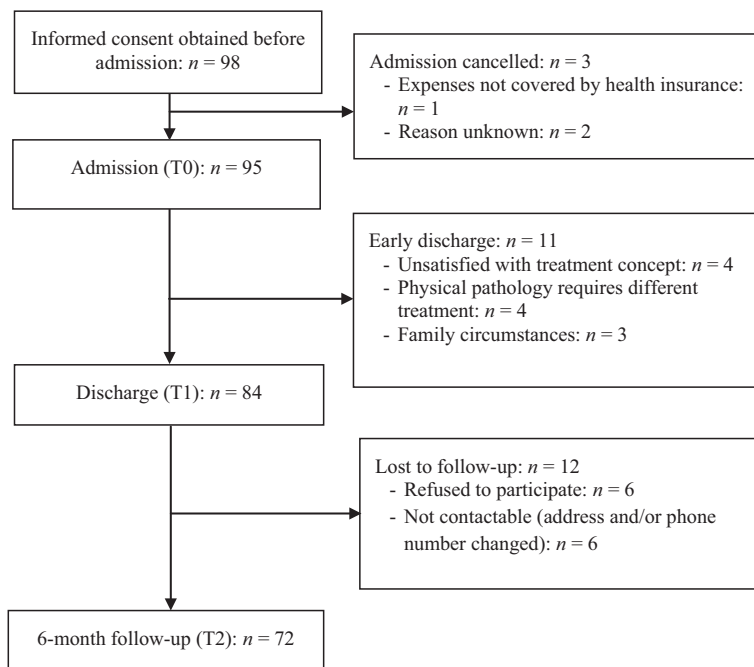 Informed consent obtained before
admission: n = 98
Admission cancelled: n = 3
- Expenses not covered by health insurance:
n = 1
- Reason unknown: n = 2
Admission (T0): n = 95
Early discharge: n = 11
- Unsatisfied with treatment concept: n = 4
- Physical pathology requires different
treatment: n = 4
- Family circumstances: n = 3
Discharge (T1): n = 84
Lost to follow-up: n = 12
- Refused to participate: n = 6
- Not contactable (address and/or phone
number changed): n = 6
6-month follow-up (T2): n = 72